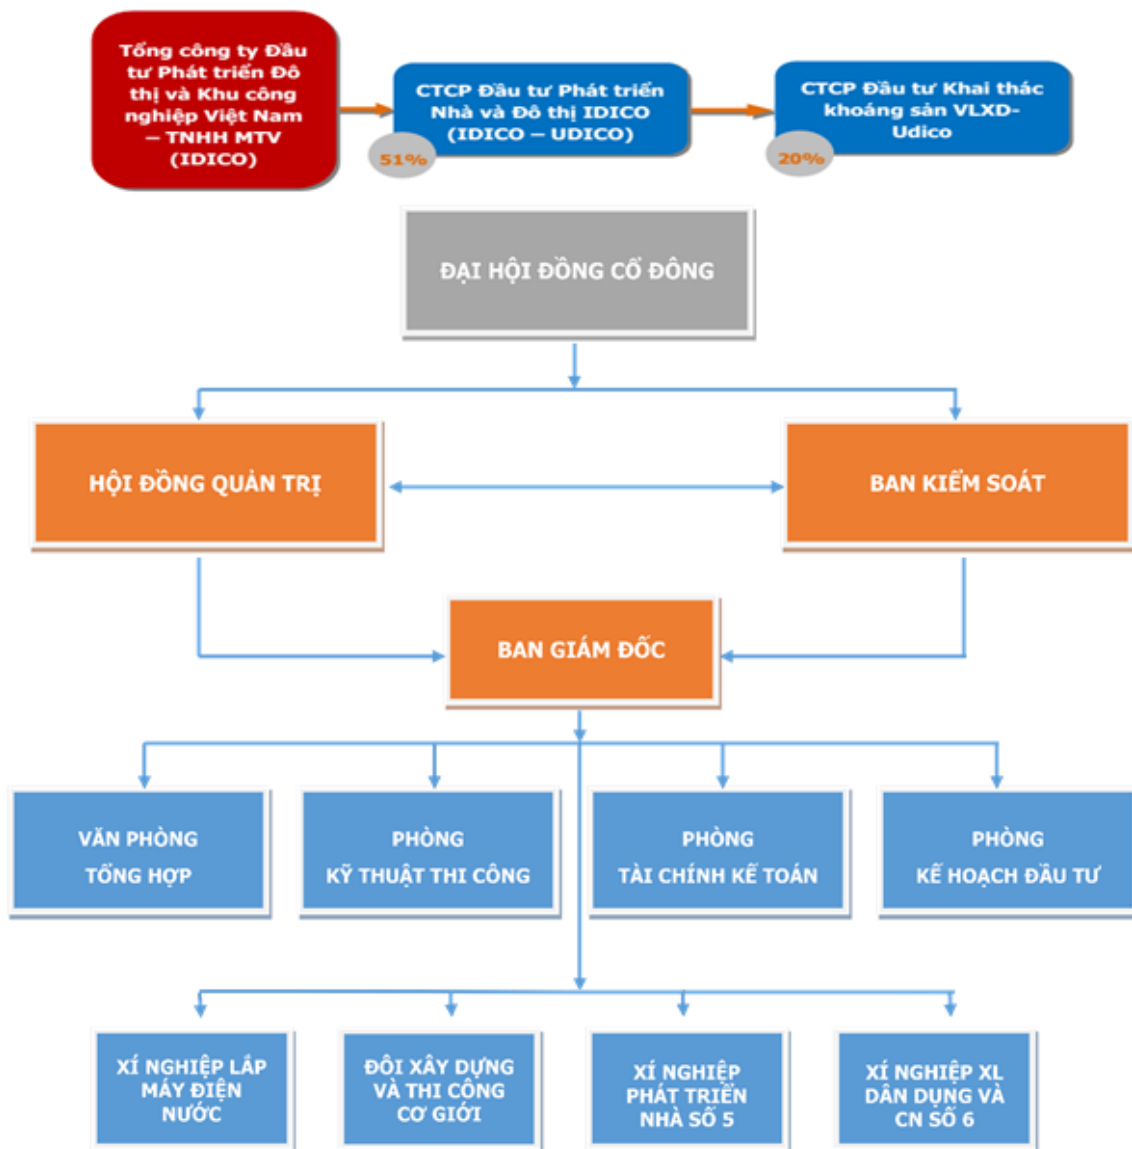 Tổng công ty Đầu
tư Phát triển Đô
thị và Khu công
nghiệp Việt Nam
– TNHH MTV
(IDICO)
CTCP Đầu tư Phát triển
Nhà và Đô thị IDICO
(IDICO – UDICO)
51%
CTCP Đầu tư Khai thác
khoáng sản VLXD-
Udico
20%
ĐẠI HỘI ĐỒNG CỔ ĐÔNG
HỘI ĐỒNG QUẢN TRỊ
BAN KIỂM SOÁT
BAN GIÁM ĐỐC
VĂN PHÒNG
TỔNG HỢP
PHÒNG
KỸ THUẬT THI CÔNG
PHÒNG
TÀI CHÍNH KẾ TOÁN
PHÒNG
KẾ HOẠCH ĐẦU TƯ
XÍ NGHIỆP LẮP
MÁY ĐIỆN
NƯỚC
ĐÔI XÂY DỰNG
VÀ THI CÔNG
CƠ GIỚI
XÍ NGHIỆP
PHÁT TRIỂN
NHÀ SỐ 5
XÍ NGHIỆP XL
DÂN DỤNG VÀ
CN SỐ 6